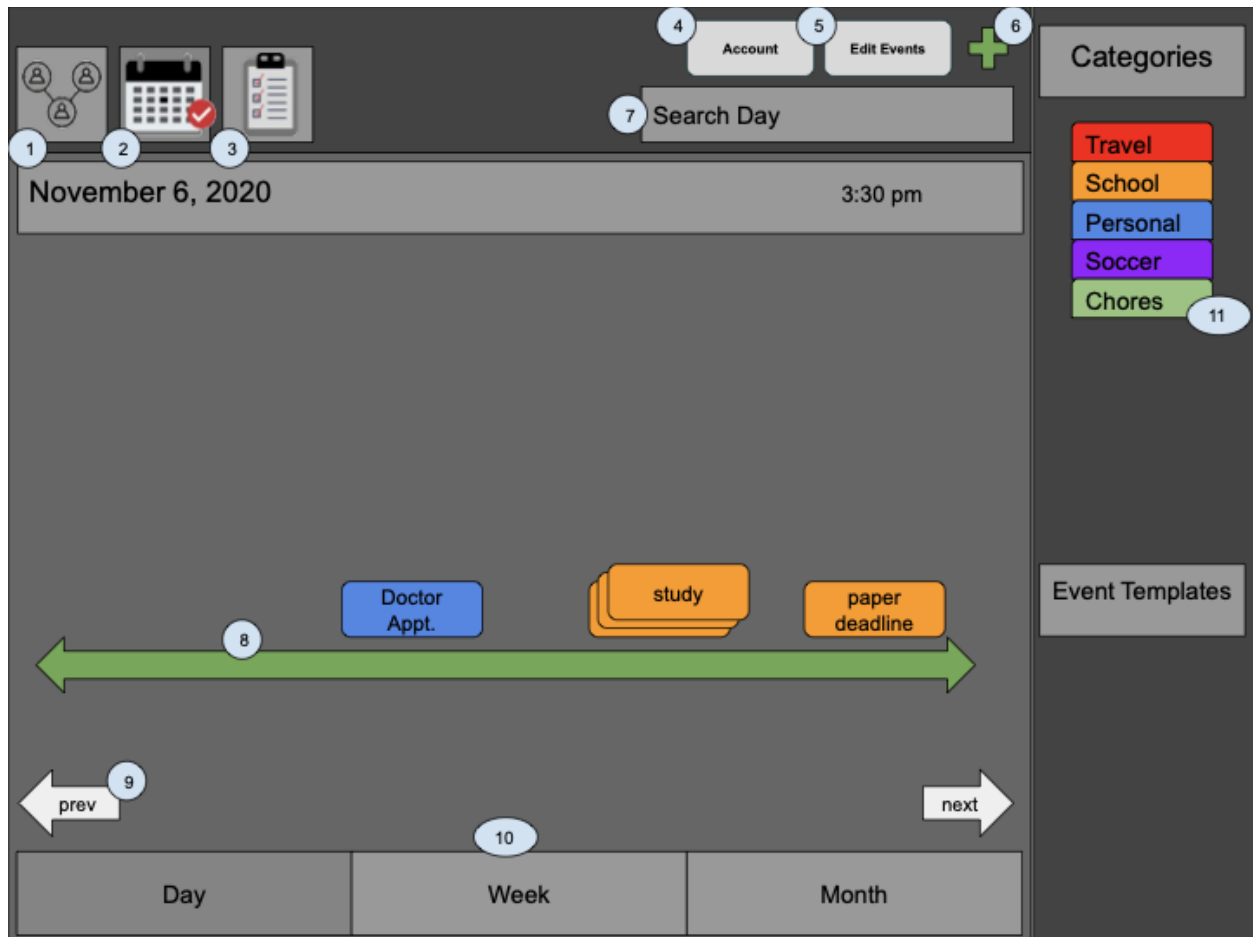 4
Account
5
Edit Events
6
Categories
7
Search Day
1
2
3
Travel
School
Personal
Soccer
Chores
11
November 6, 2020
3:30 pm
Doctor
Appt.
study
paper
deadline
8
Event Templates
9
prev
next
10
Day
Week
Month